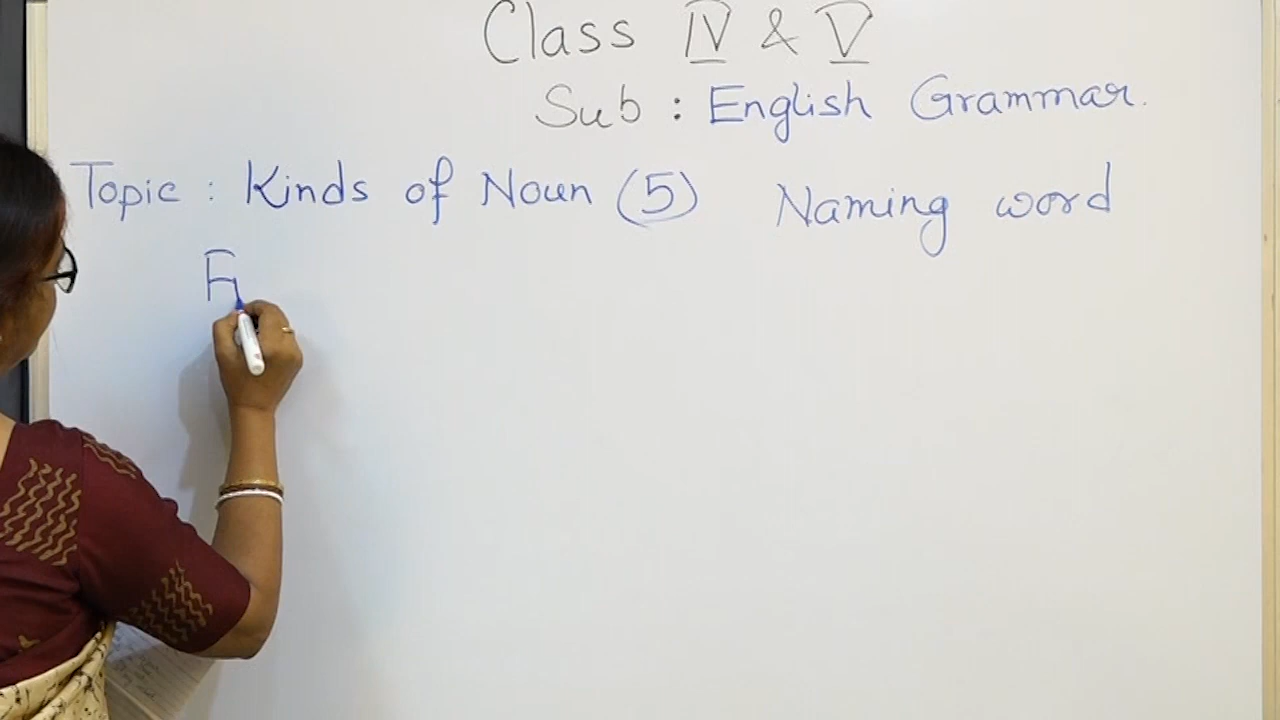 Class IV & V
Sub : English Grammar.
Topic : Kinds of Noun (5) Naming word